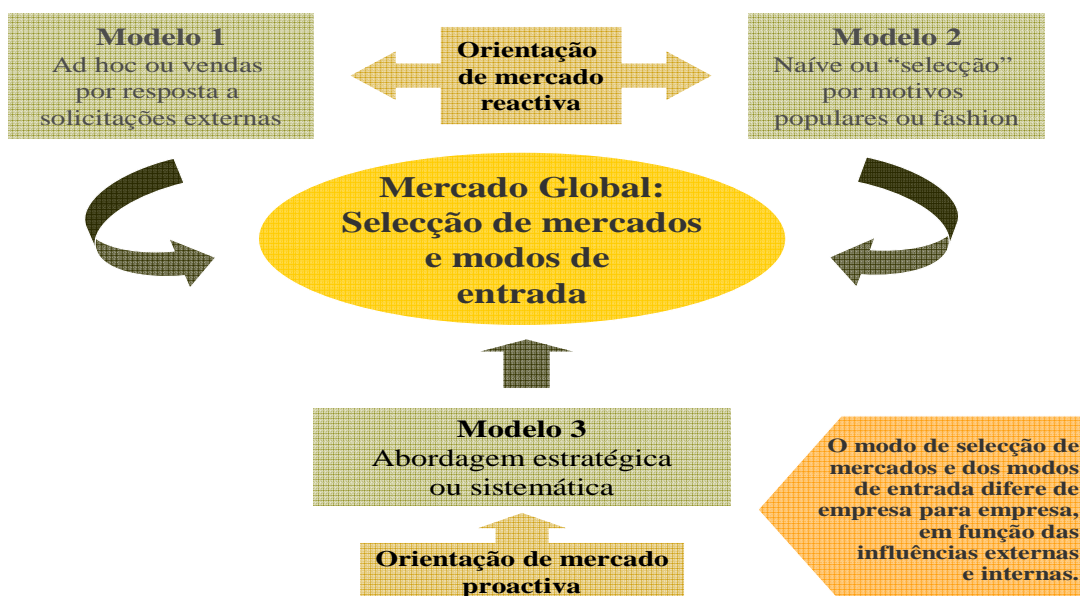 Modelo 1
Ad hoc ou vendas
por resposta a
solicitações externas
Orientação
de mercado
reactiva
Modelo 2
Naíve ou “selecção”
por motivos
populares ou fashion
Mercado Global:
Selecção de mercados
e modos de
entrada
Modelo 3
Abordagem estratégica
ou sistemática
Orientação de mercado
proactiva
O modo de selecção de
mercados e dos modos
de entrada difere de
empresa para empresa,
em função das
influências externas
e internas.